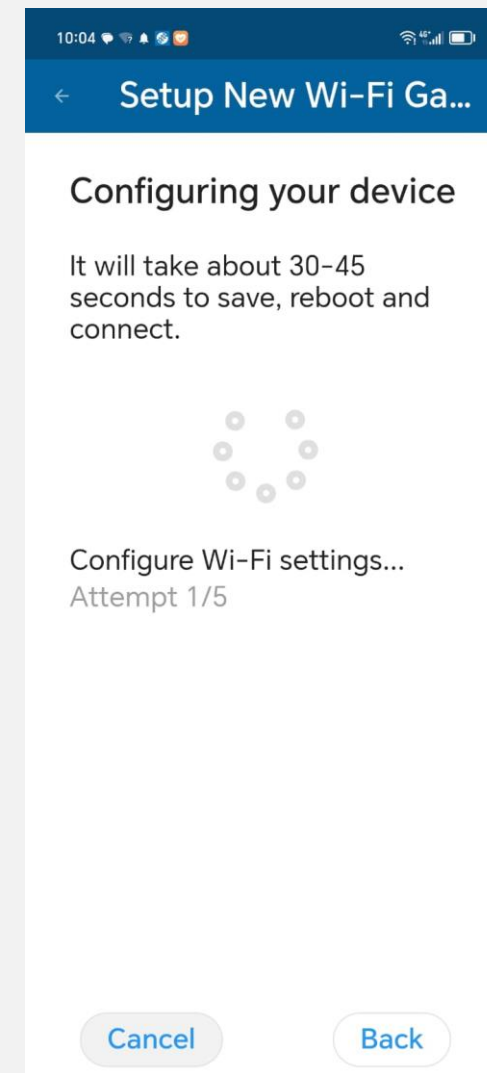 10:04
Setup New Wi-Fi Ga...
Configuring your device
It will take about 30-45
seconds to save, reboot and
connect.
Configure Wi-Fi settings...
Attempt 1/5
Cancel
Back